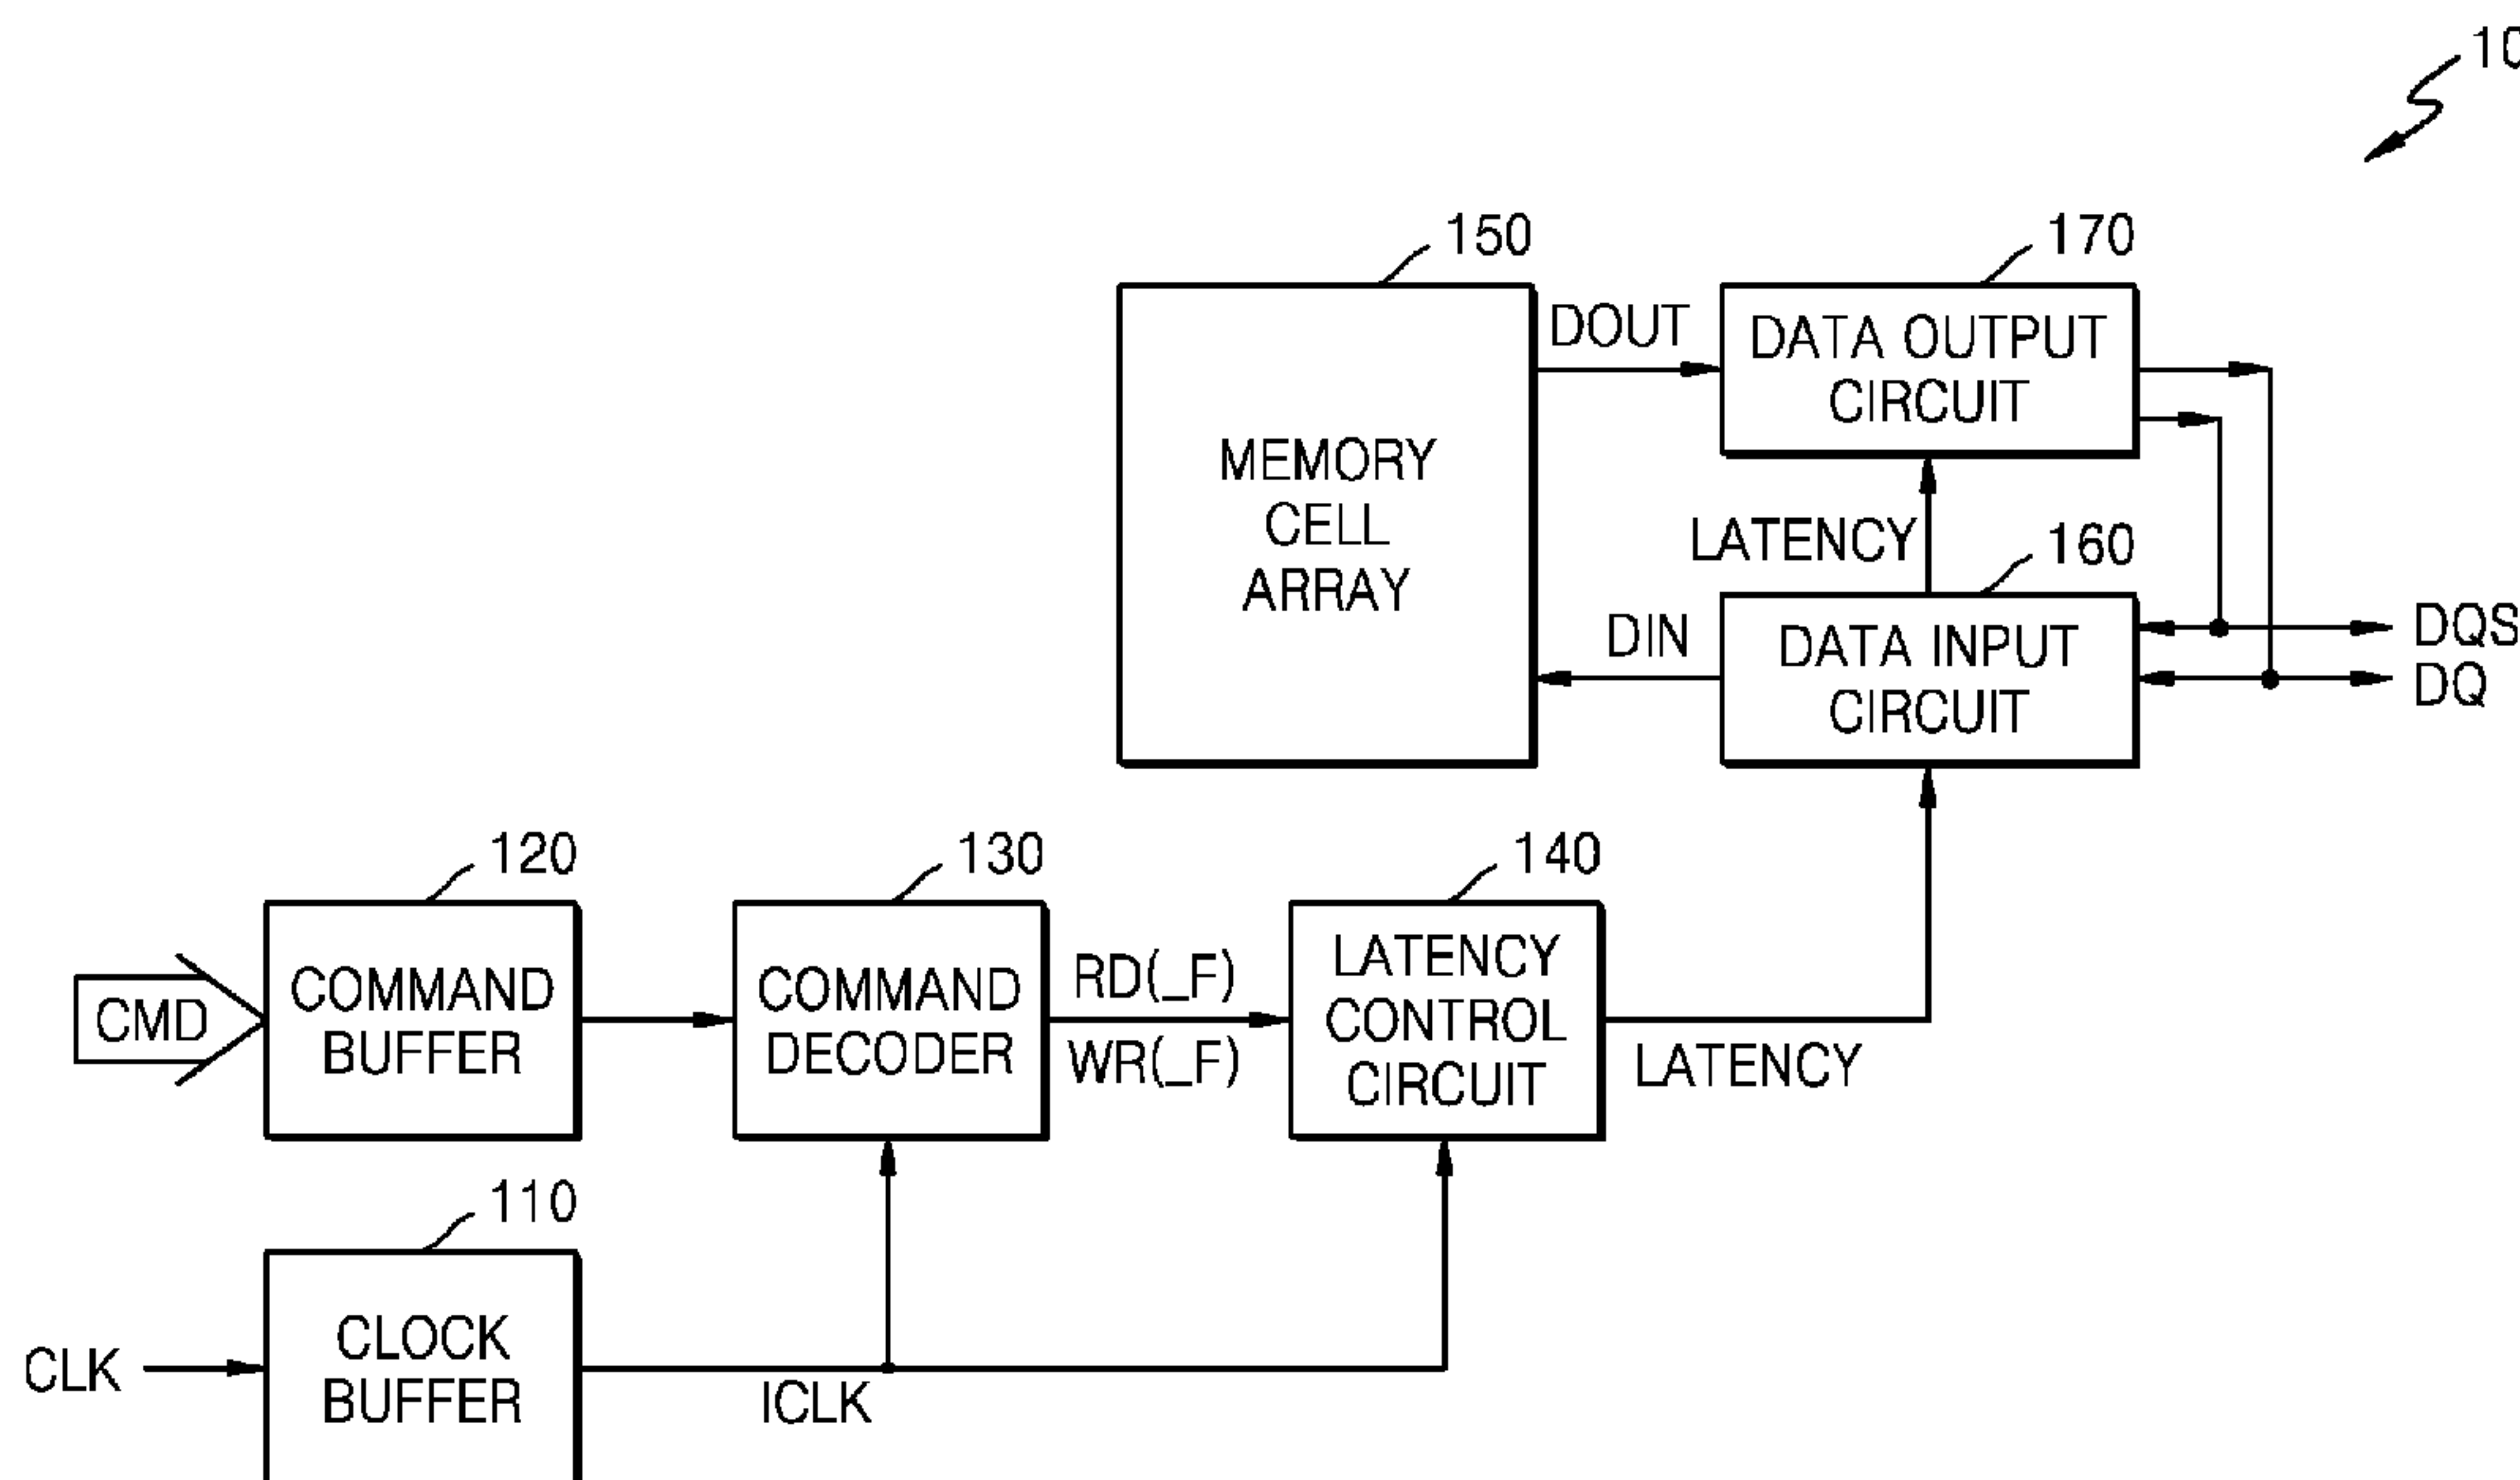 10
150
170
DOUT
DATA OUTPUT
CIRCUIT
MEMORY
CELL
ARRAY
LATENCY
160
DIN
DATA INPUT
CIRCUIT
DQS
DQ
120
130
140
CMD
COMMAND
BUFFER
COMMAND
DECODER
RD(_F)
WR(_F)
LATENCY
CONTROL
CIRCUIT
LATENCY
110
CLK
CLOCK
BUFFER
ICLK